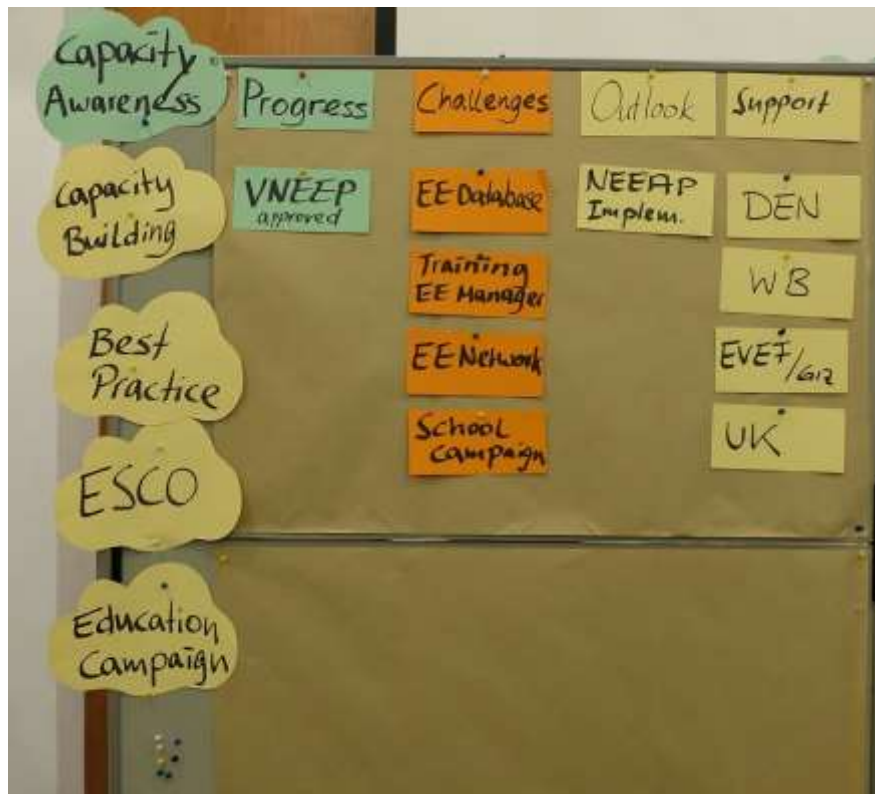 Capacity
Awareness
Progress
Challenges
Outlook
Support
Capacity
Building
VNEEP
approved
EE Database
NEEAP
Implem.
DEN
Training
EE Manager
WB
Best
Practice
EE Network
EVEF/GIZ
School
Campaign
UK
ESCO
Education
Campaign